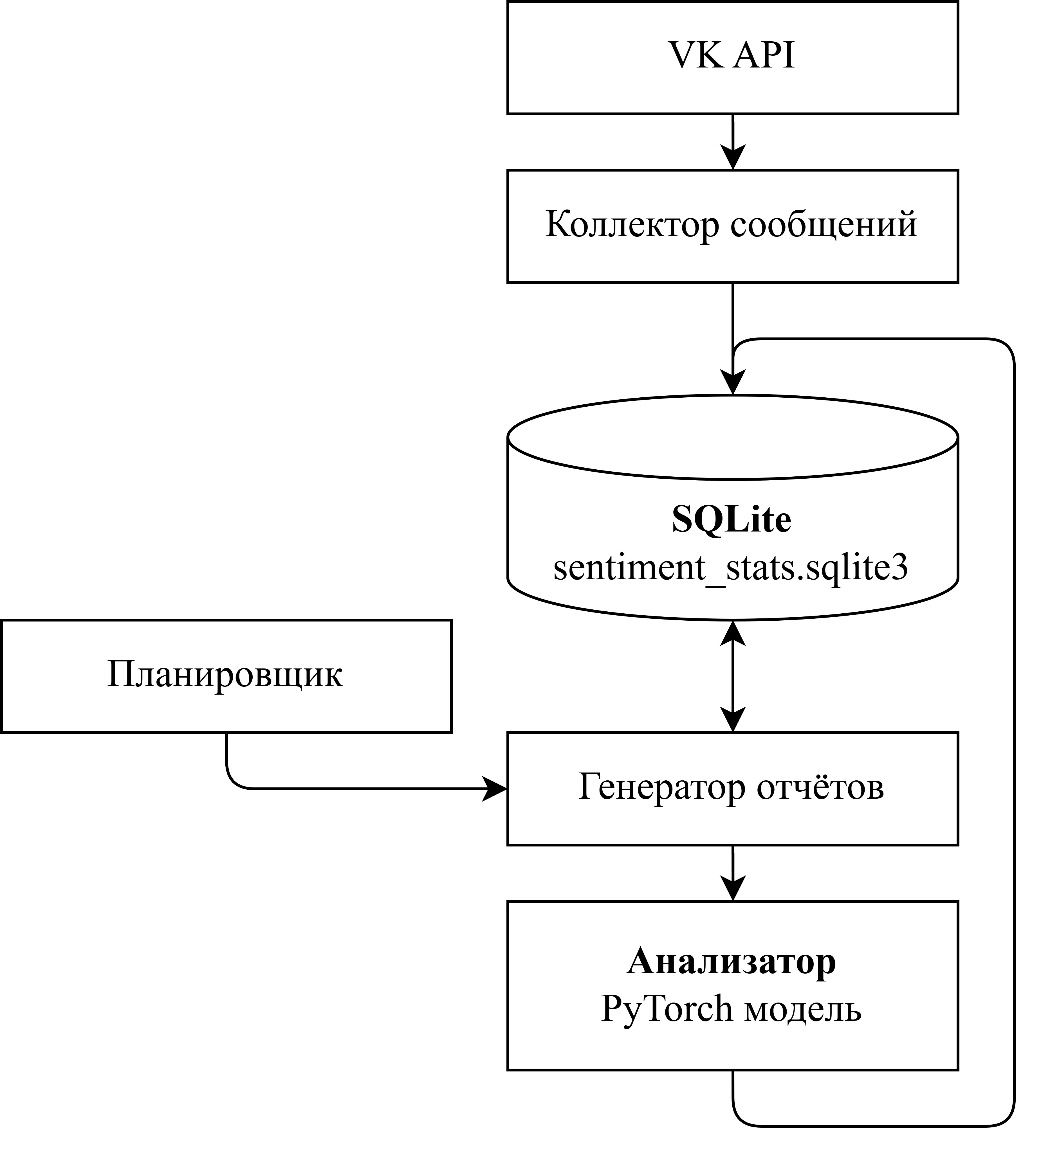 VK API
Коллектор сообщений
SQLite
sentiment_stats.sqlite3
Планировщик
Генератор отчётов
Анализатор
PyTorch модель